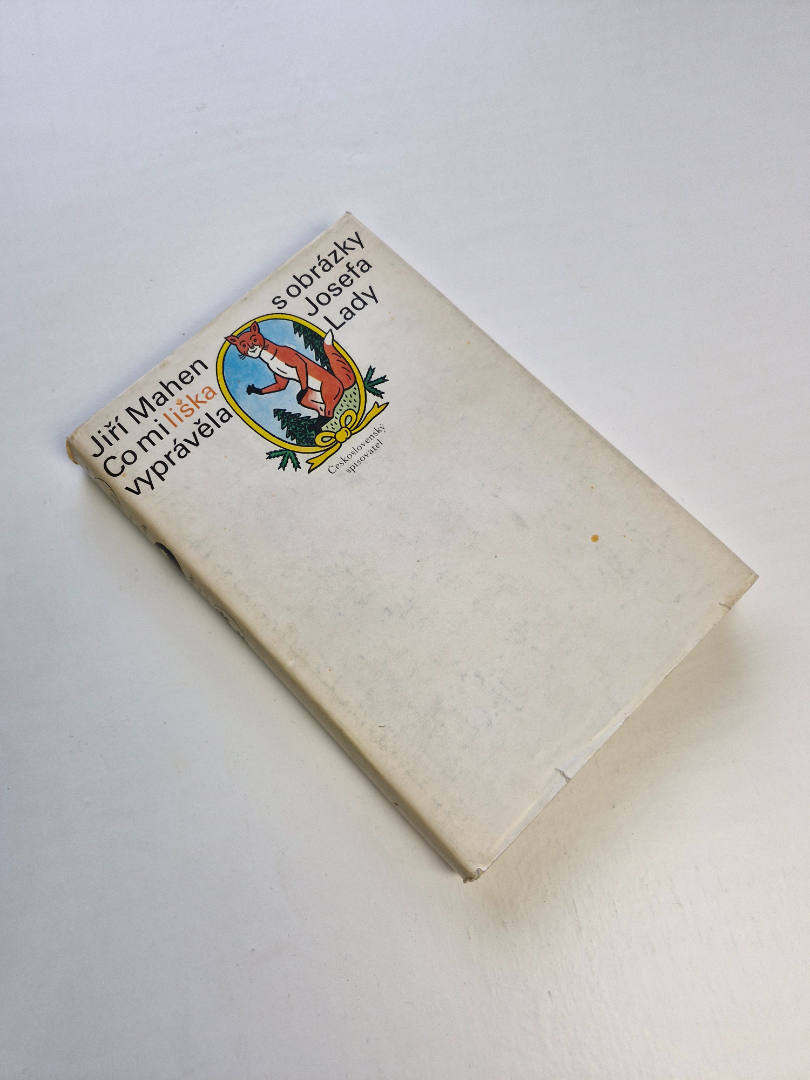 Jiří Mahen
Co mi liška
vyprávěla
s obrázky
Josefa
Lady
Československý
spisovatel